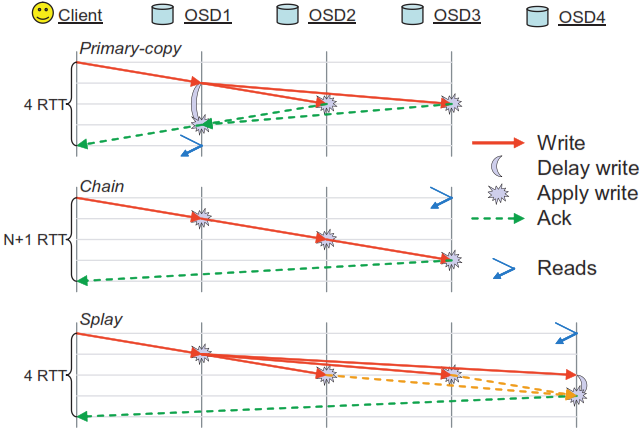 Client OSD1 OSD2 OSD3 OSD4
Primary-copy
4 RTT
Write
Delay write
Apply write
Ack
Reads
Chain
N+1 RTT
Splay
4 RTT